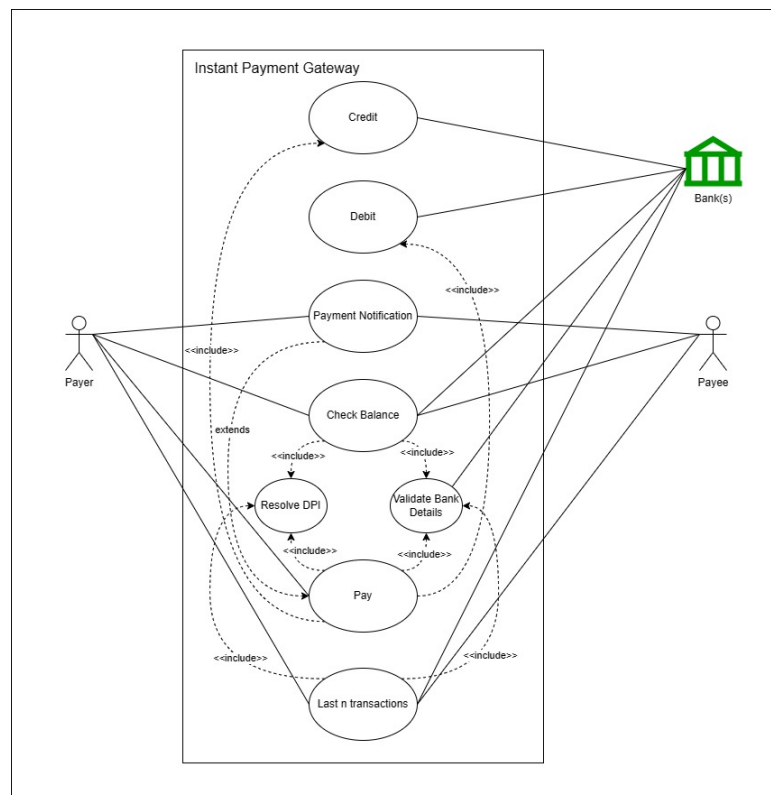 Instant Payment Gateway
Credit
Bank(s)
Debit
<<include>>
Payment Notification
<<include>>
Payer
Payee
Check Balance
extends
<<include>>
<<include>>
Resolve DPI
Validate Bank
Details
<<include>>
<<include>>
Pay
<<include>>
<<include>>
Last n transactions